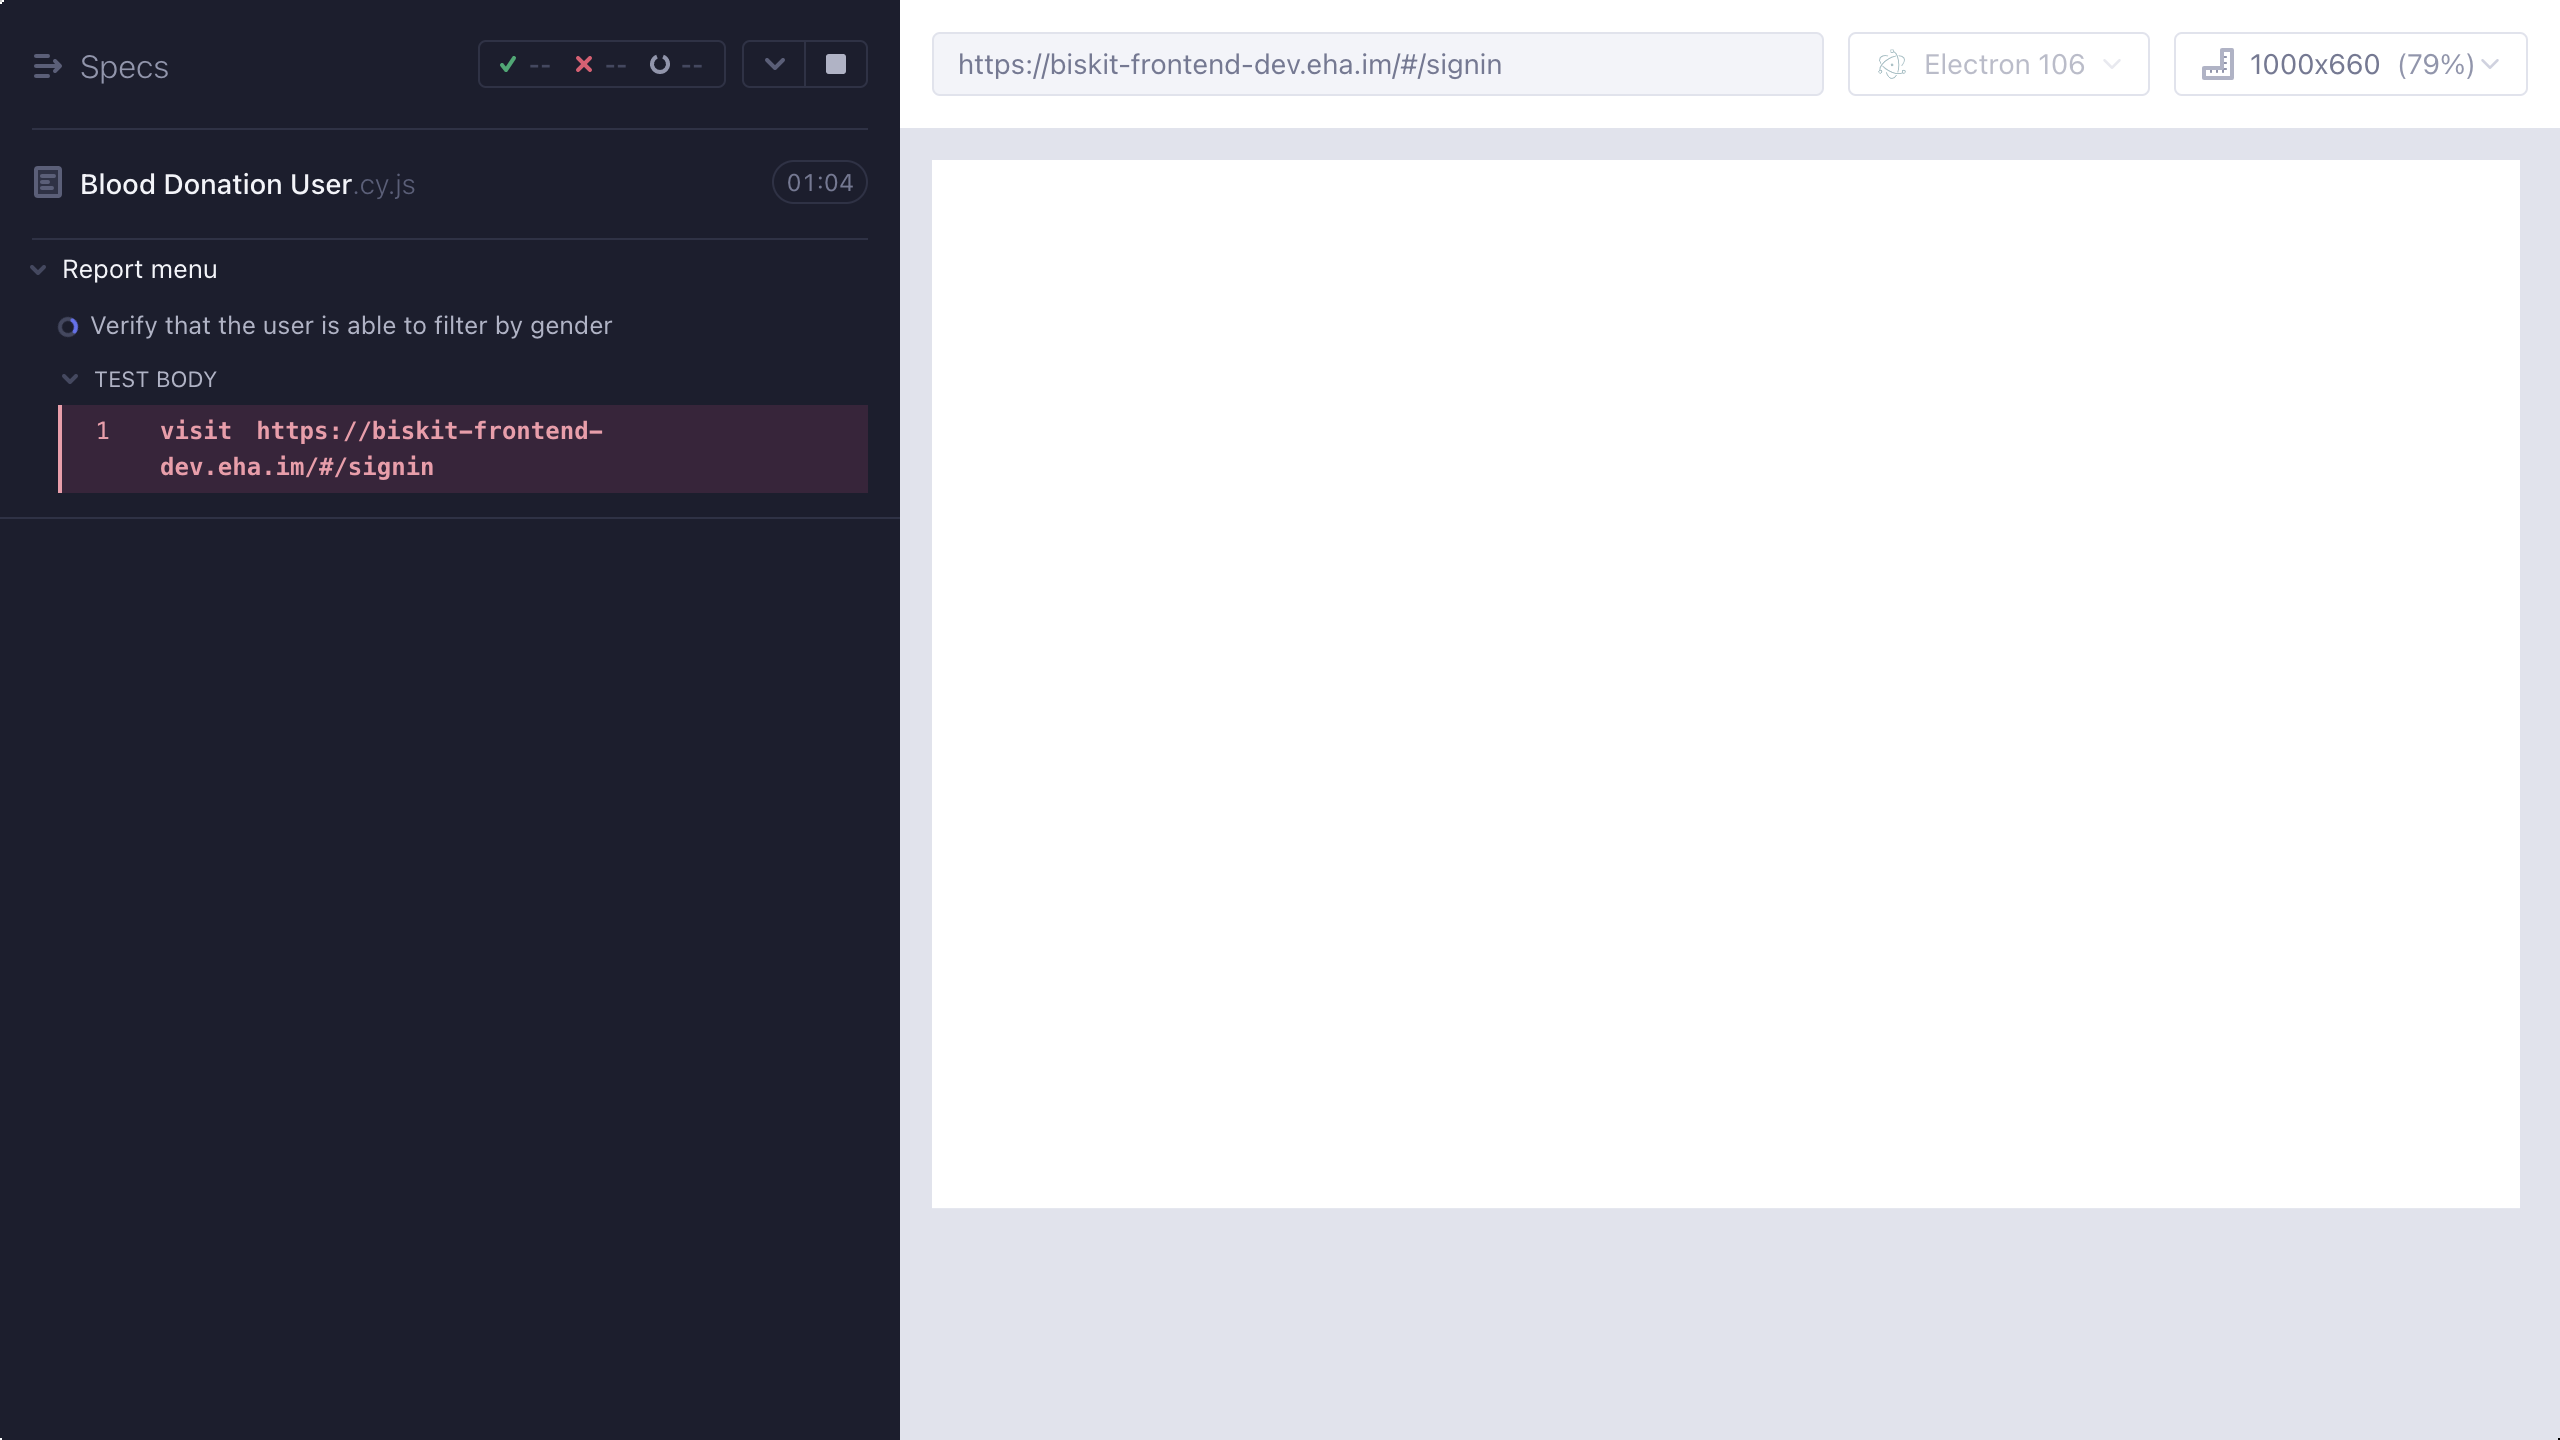 Specs
--
--
--
https://biskit-frontend-dev.eha.im/#/signin
Electron 106
1000x660 (79%)
Blood Donation User.cy.js
01:04
Report menu
Verify that the user is able to filter by gender
TEST BODY
1 visit https://biskit-frontend-
dev.eha.im/#/signin